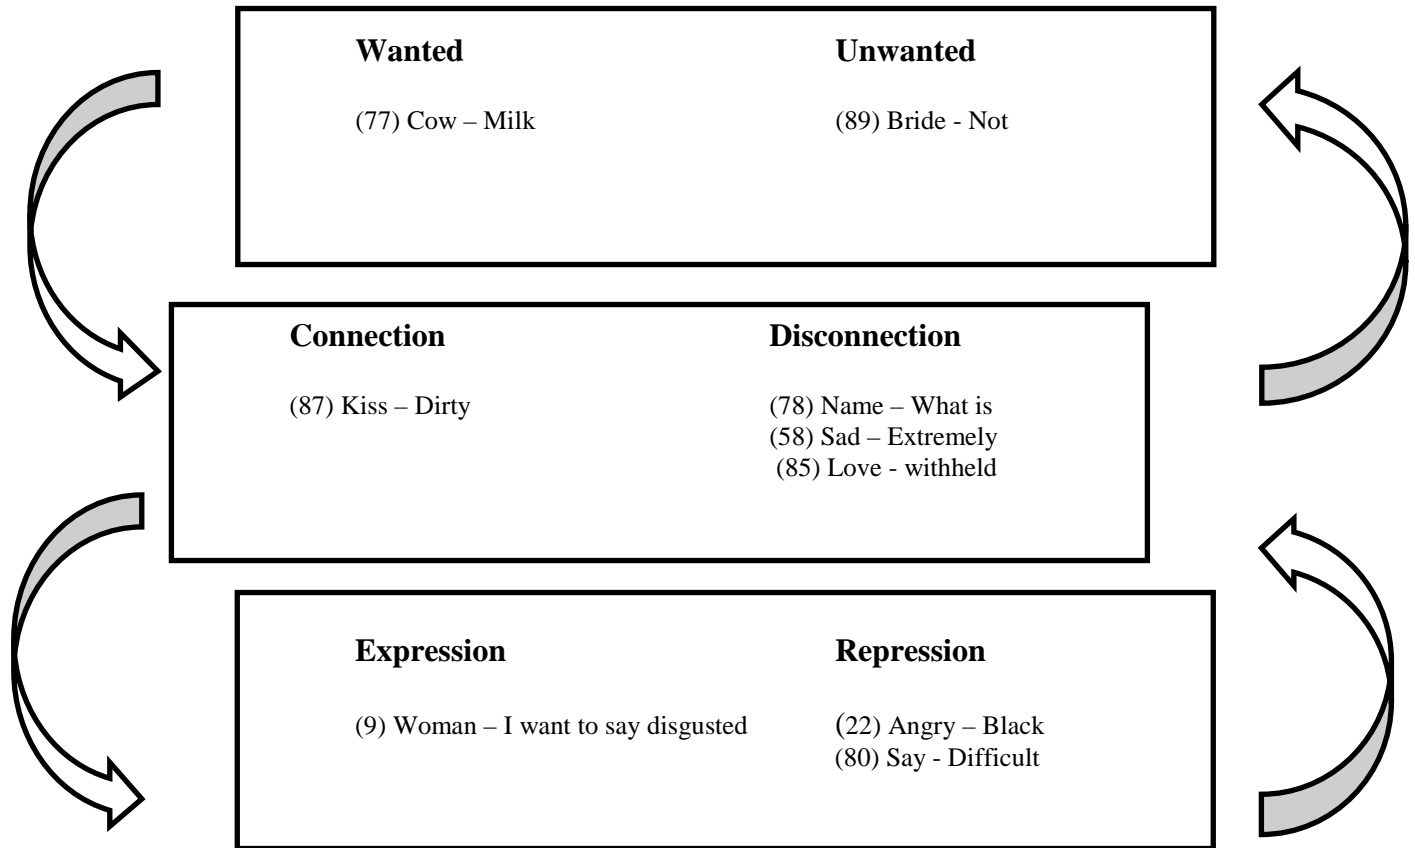 Wanted Unwanted
(77) Cow – Milk (89) Bride - Not
Connection Disconnection
(87) Kiss – Dirty (78) Name – What is
(58) Sad – Extremely
(85) Love - withheld
Expression Repression
(9) Woman – I want to say disgusted (22) Angry – Black
(80) Say - Difficult